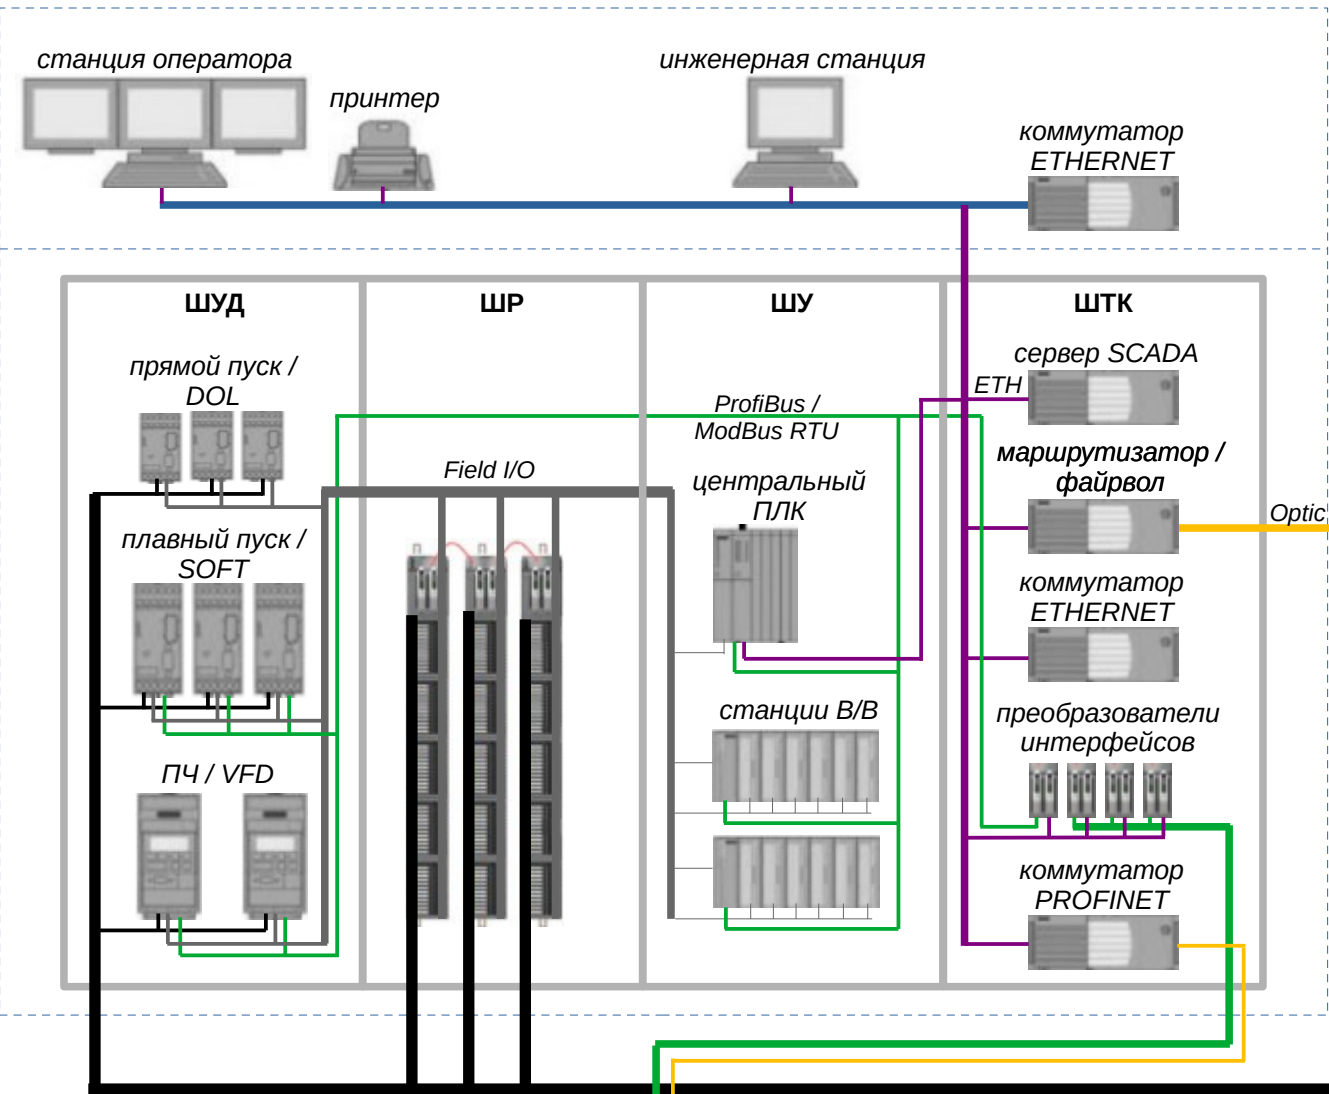 станция оператора
принтер
инженерная станция
коммутатор
ETHERNET
ШУД
ШР
ШУ
ШТК
прямой пуск /
DOL
плавный пуск /
SOFT
ПЧ / VFD
Field I/O
ProfiBus /
ModBus RTU
центральный
ПЛК
станции В/В
ETH
сервер SCADA
маршрутизатор /
файрвол
Optic
коммутатор
ETHERNET
преобразователи
интерфейсов
коммутатор
PROFINET